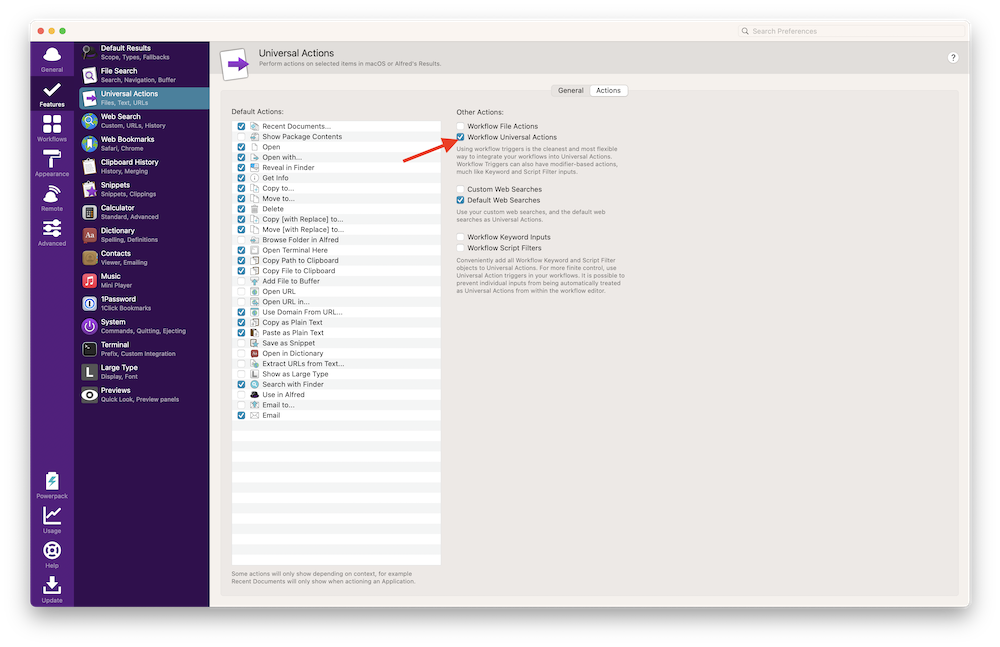 Search Preferences
General
Features
Workflows
Appearance
Remote
Advanced
Powerpack
Usage
Help
Update
Default Results
Scope, Types, Fallbacks
File Search
Search, Navigation, Buffer
Universal Actions
Files, Text, URLs
Web Search
Custom, URLs, History
Web Bookmarks
Safari, Chrome
Clipboard History
History, Merging
Snippets
Snippets, Clippings
Calculator
Standard, Advanced
Dictionary
Spelling, Definitions
Contacts
Viewer, Emailing
Music
Mini Player
1Password
1Click Bookmarks
System
Commands, Quitting, Ejecting
Terminal
Prefix, Custom Integration
Large Type
Display, Font
Previews
Quick Look, Preview panels
Universal Actions
Perform actions on selected items in macOS or Alfred's Results.
?
General
Actions
Default Actions:
Recent Documents...
Show Package Contents
Open
Open with...
Reveal in Finder
Get Info
Copy to...
Move to...
Delete
Copy [with Replace] to...
Move [with Replace] to...
Browse Folder in Alfred
Open Terminal Here
Copy Path to Clipboard
Copy File to Clipboard
Add File to Buffer
Open URL
Open URL in...
Use Domain From URL...
Copy as Plain Text
Paste as Plain Text
Save as Snippet
Open in Dictionary
Extract URLs from Text...
Show as Large Type
Search with Finder
Use in Alfred
Email to...
Email
Some actions will only show depending on context, for example
Recent Documents will only show when actioning an Application.
Other Actions:
Workflow File Actions
Workflow Universal Actions
Using workflow triggers is the cleanest and most flexible
way to integrate your workflows into Universal Actions.
Workflow Triggers can also have modifier-based actions,
much like Keyword and Script Filter inputs.
Custom Web Searches
Default Web Searches
Use your custom web searches, and the default web
searches as Universal Actions.
Workflow Keyword Inputs
Workflow Script Filters
Conveniently add all Workflow Keyword and Script Filter
objects to Universal Actions. For more finite control, use
Universal Action triggers in your workflows. It is possible to
prevent individual inputs from being automatically treated
as Universal Actions from within the workflow editor.